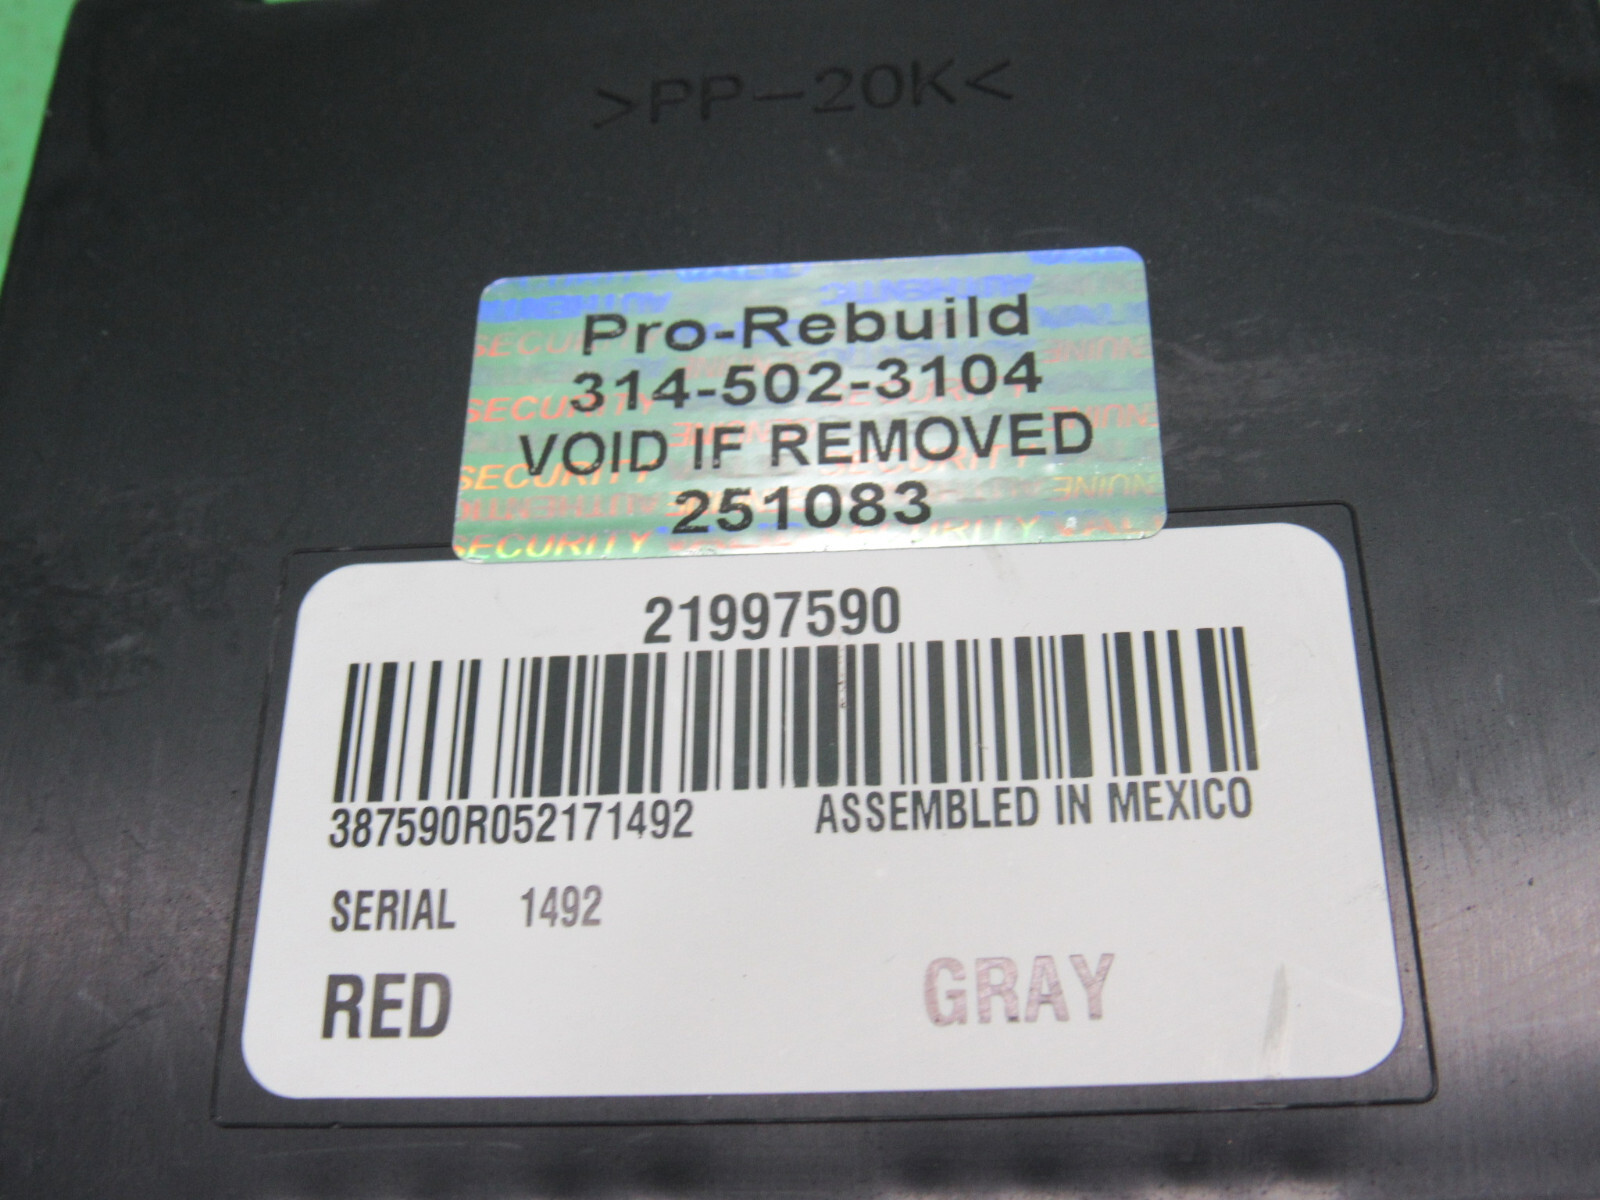 >PP-20K<
Pro-Rebuild
314-502-3104
VOID IF REMOVED
251083
21997590
387590R052171492 ASSEMBLED IN MEXICO
SERIAL 1492
RED GRAY